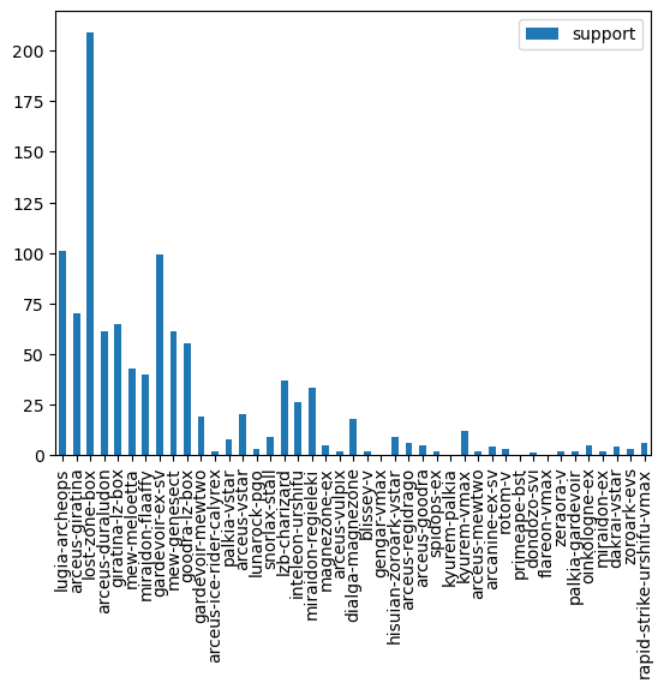 support
200
175
150
125
100
75
50
25
0
lugia-archeops
arceus-giratina
lost-zone-box
arceus-duraludon
giratina-lz-box
mew-meloetta
miraidon-flaaffy
gardevoir-ex-sv
mew-genesect
goodra-lz-box
gardevoir-mewtwo
arceus-ice-rider-calyrex
palkia-vstar
arceus-vstar
lunarock-pgo
snorlax-stall
lzb-charizard
inteleon-urshifu
miraidon-regieleki
magnezone-ex
arceus-vulpix
dialga-magnezone
blissey-v
gengar-vmax
hisuian-zoroark-vstar
arceus-regidrago
arceus-goodra
spidops-ex
kyurem-palkia
kyurem-vmax
arceus-mewtwo
arcanine-ex-sv
rotom-v
primeape-bst
dondozo-svi
flareon-vmax
zeraora-v
palkia-gardevoir
oinkologne-ex
miraidon-ex
dakrai-vstar
zoroark-evs
rapid-strike-urshifu-vmax